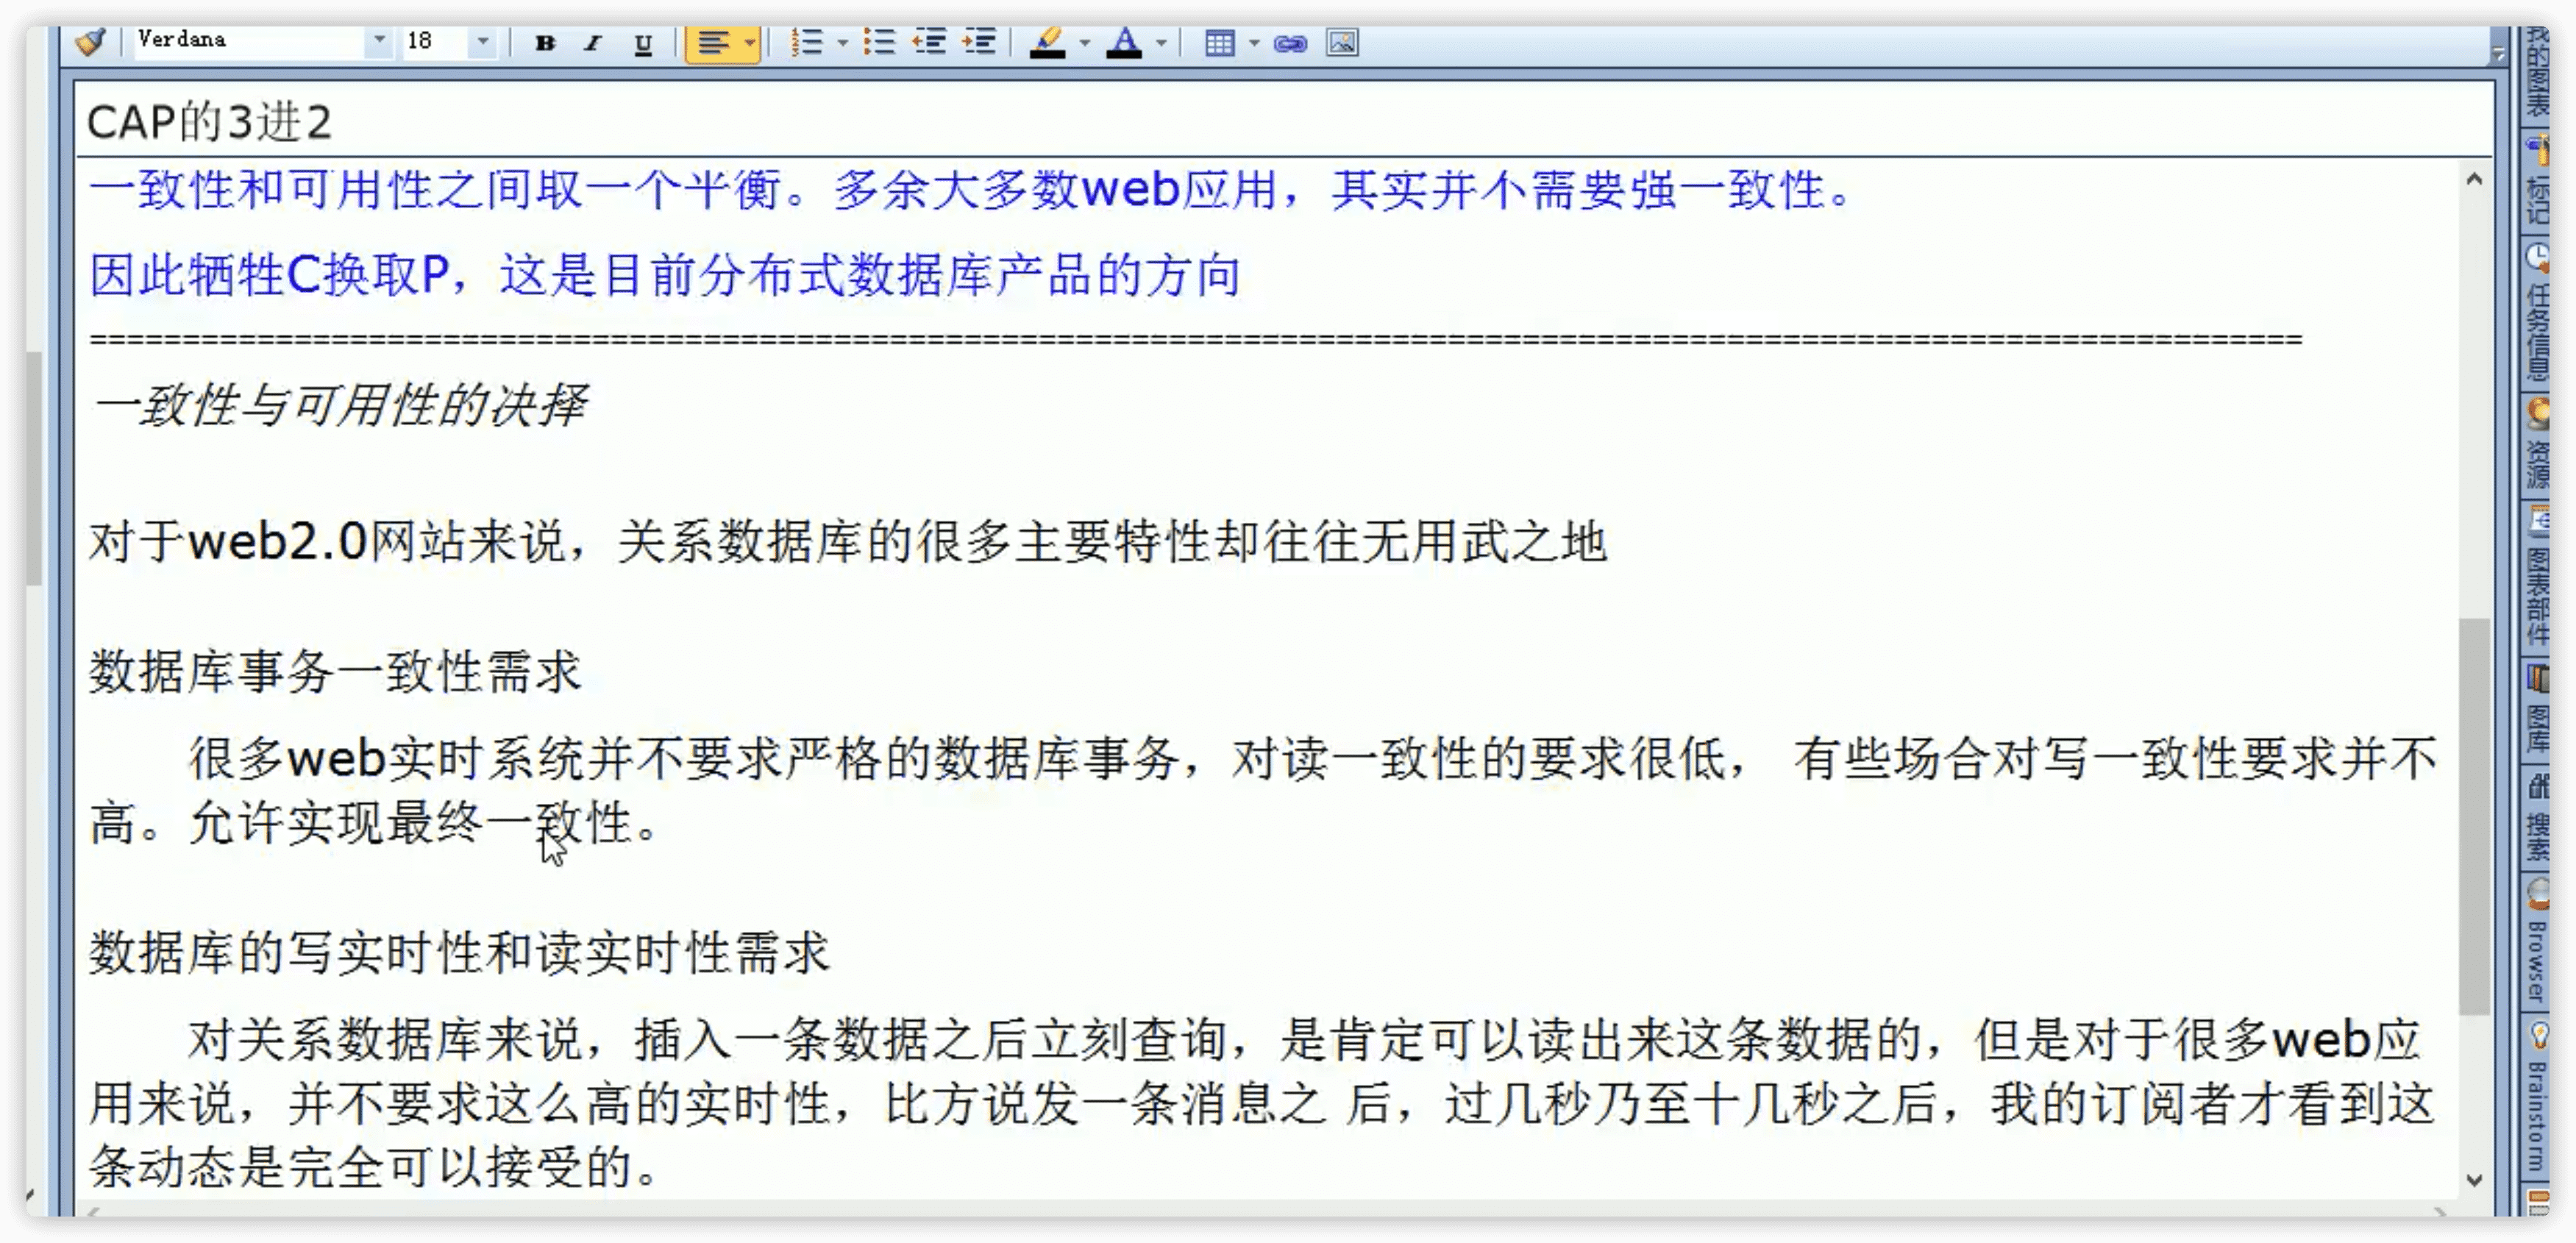 Verdana
18
B I U
A
CAP的3进2
一致性和可用性之间取一个平衡。多余大多数web应用，其实并不需要强一致性。
因此牺牲C换取P，这是目前分布式数据库产品的方向
================================================================================================================================
一致性与可用性的决择
对于web2.0网站来说，关系数据库的很多主要特性却往往无用武之地
数据库事务一致性需求
很多web实时系统并不要求严格的数据库事务，对读一致性的要求很低， 有些场合对写一致性要求并不
高。允许实现最终一致性。
数据库的写实时性和读实时性需求
对关系数据库来说，插入一条数据之后立刻查询，是肯定可以读出来这条数据的，但是对于很多web应
用来说，并不要求这么高的实时性，比方说发一条消息之 后，过几秒乃至十几秒之后，我的订阅者才看到这
条动态是完全可以接受的。
我的图表
标记
任务信息
资源
图表部件
图库
搜索
Browser
Brainstorm